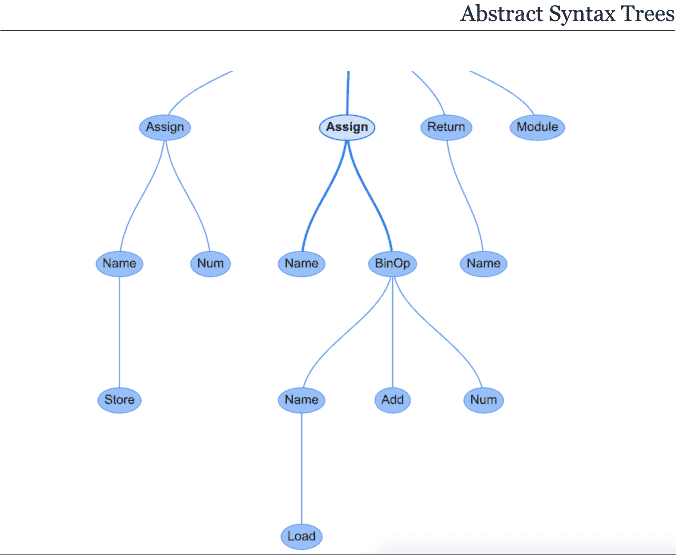 Abstract Syntax Trees
Assign Assign Return Module
Name Num Name BinOp Name
Store Name Add Num
Load